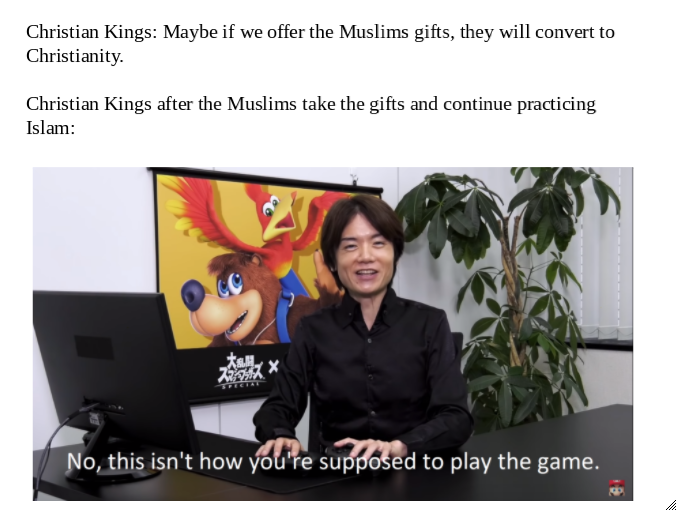 Christian Kings: Maybe if we offer the Muslims gifts, they will convert to
Christianity.
Christian Kings after the Muslims take the gifts and continue practicing
Islam:
大乱闘
スマッシュブラザーズ
SPECIAL
×
No, this isn't how you're supposed to play the game.